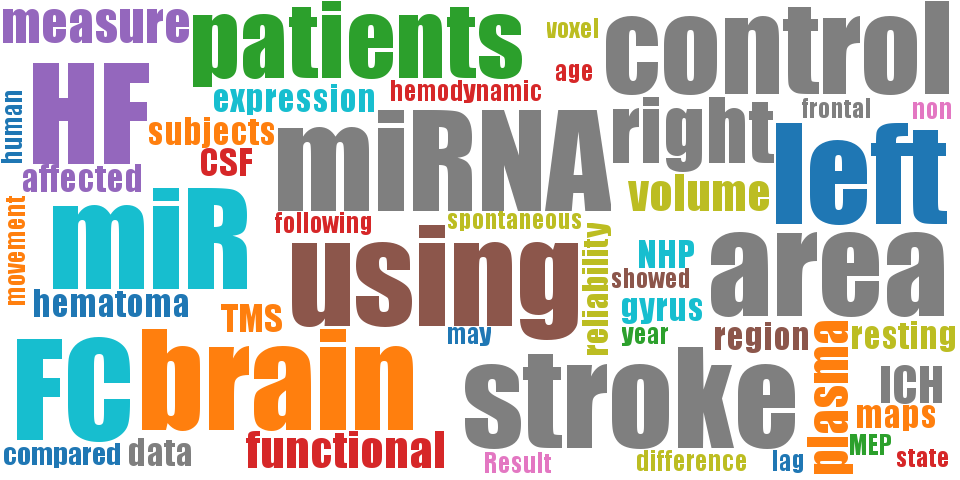 measure
patients
voxel
control
age
HF
expression
hemodynamic
frontal
non
human
subjects
miRNA
right
left
CSF
affected
volume
miR
movement
following
spontaneous
reliability
using
NHP
area
showed
hematoma
gyrus
TMS
may
year
region
resting
FC
brain
stroke
plasma
ICH
maps
functional
compared
data
Result
difference
lag
MEP
state